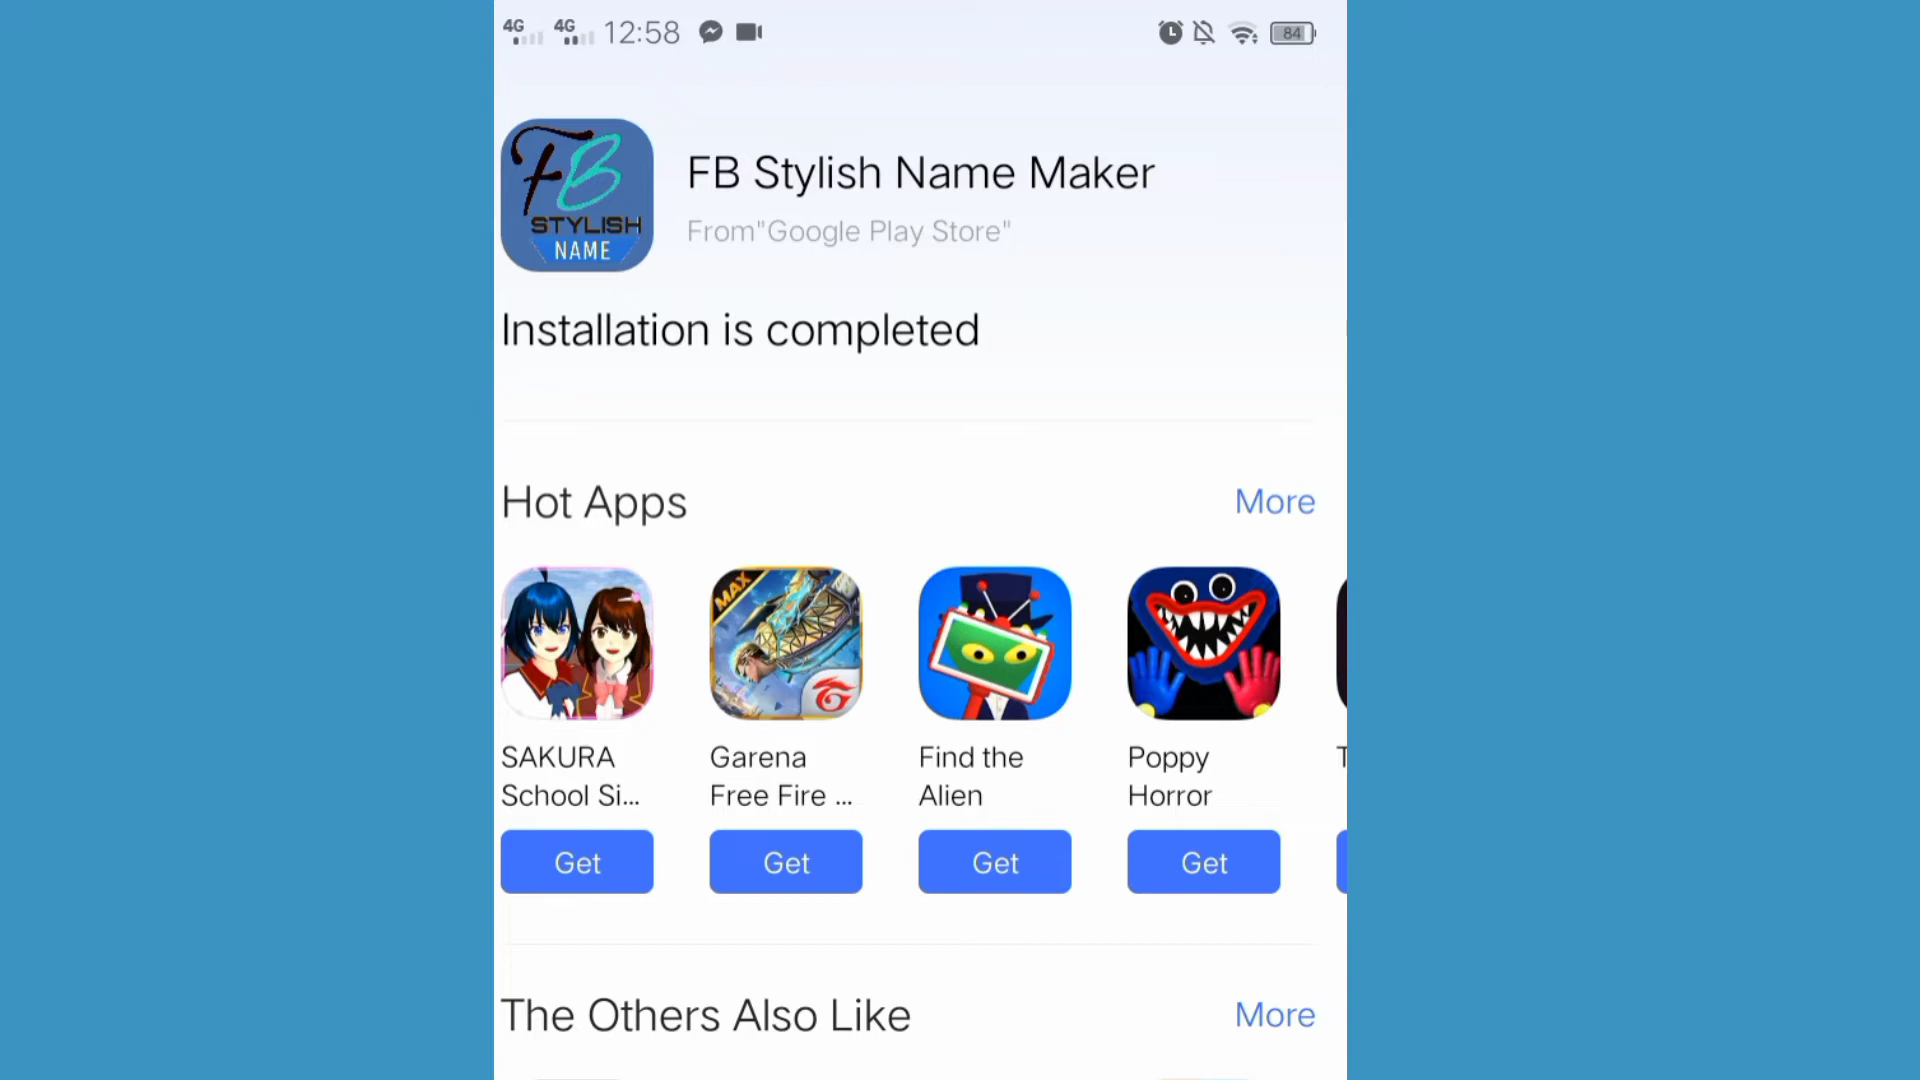 4G 4G 12:58 84
FB
STYLISH
NAME
FB Stylish Name Maker
From"Google Play Store"
Installation is completed
Hot Apps More
MAX
SAKURA
School Si...
Garena
Free Fire ...
Find the
Alien
Poppy
Horror
T
Get Get Get Get
The Others Also Like More